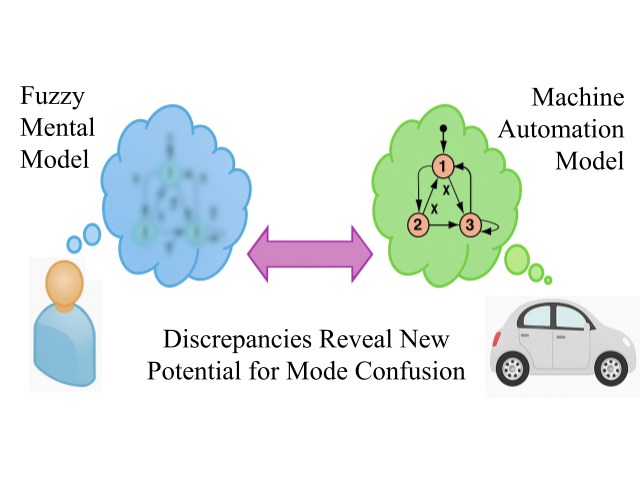 Fuzzy
Mental
Model
Machine
Automation
Model
1
X
X
2
3
Discrepancies Reveal New
Potential for Mode Confusion